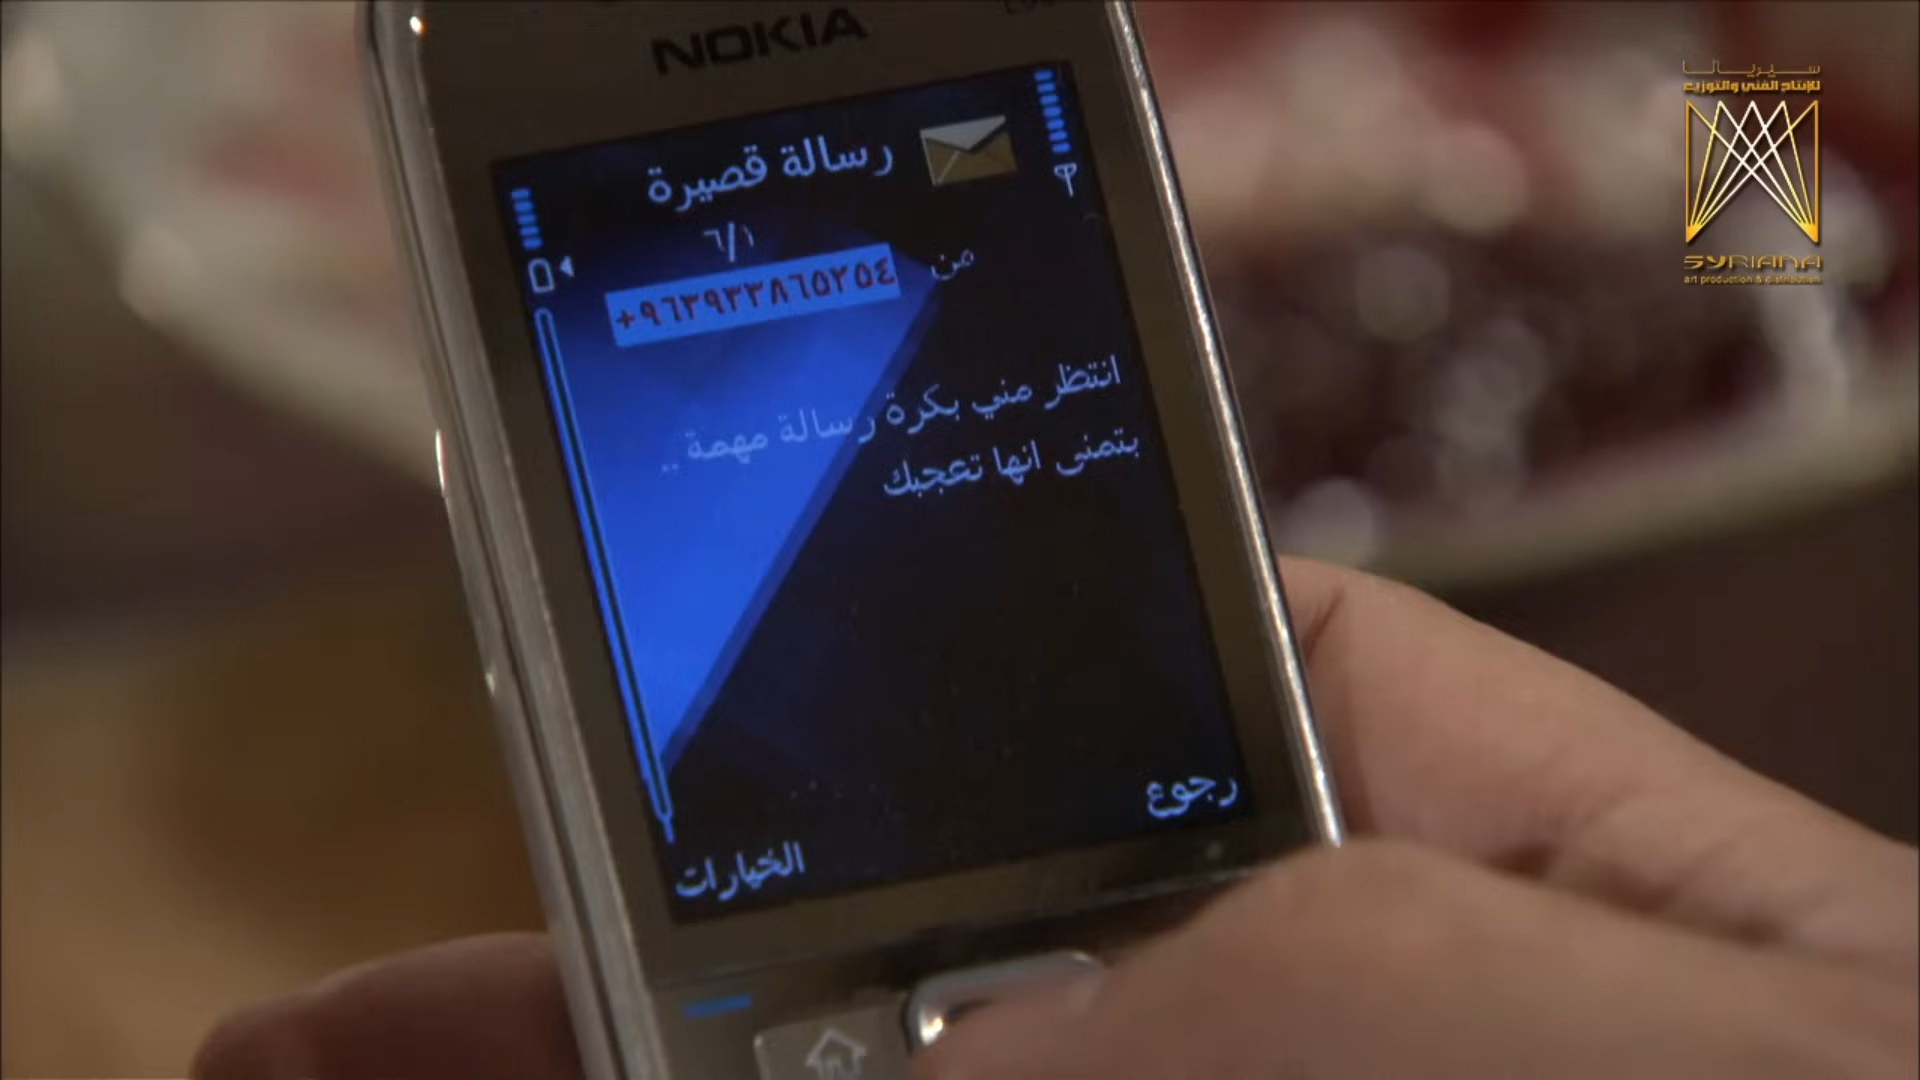 NOKIA
رسالة قصيرة
٦/١
من
+٩٦٣٩٣٣٨٦٥٢٥٤
انتظر مني بكرة رسالة مهمة..
بتمنى انها تعجبك
رجوع
الخيارات
سيريانا
للإنتاج الفني والتوزيع
SYRIANA
art production & distribution